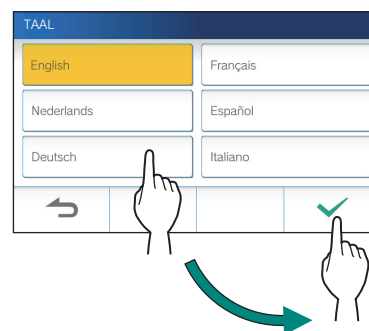 TAAL
English
Français
Nederlands
Español
Deutsch
Italiano